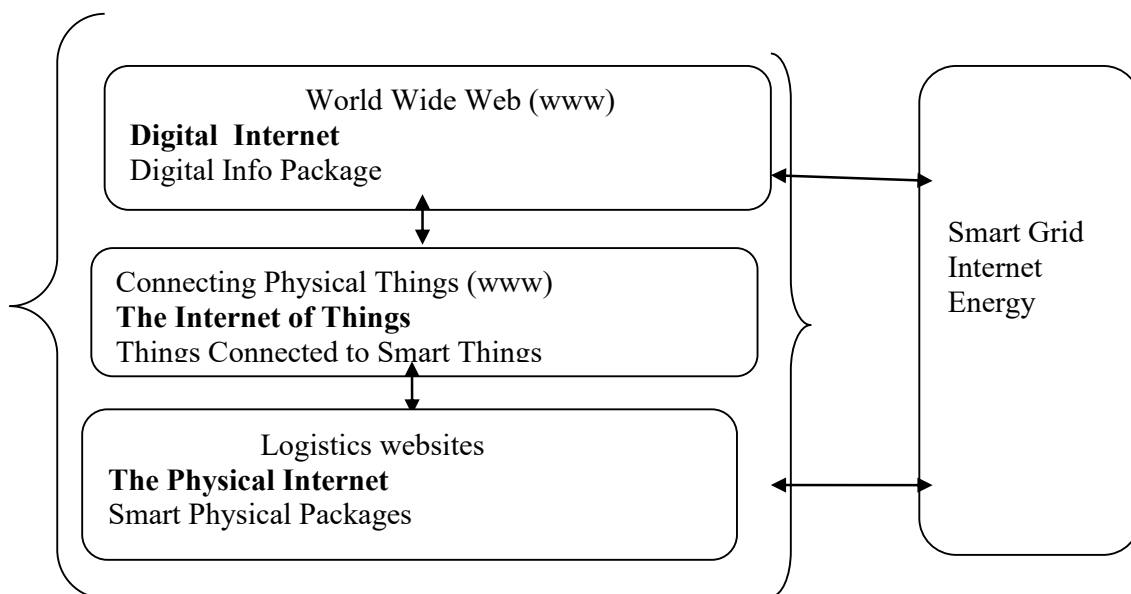 World Wide Web (www)
Digital Internet
Digital Info Package
Connecting Physical Things (www)
The Internet of Things
Things Connected to Smart Things
Logistics websites
The Physical Internet
Smart Physical Packages
Smart Grid
Internet
Energy